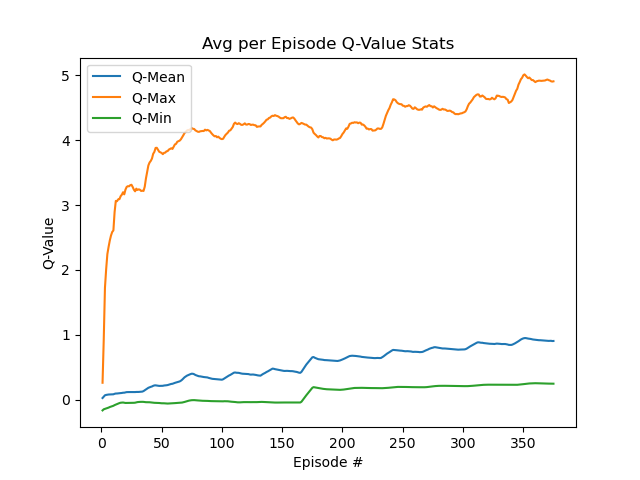 Avg per Episode Q-Value Stats
Q-Mean
Q-Max
Q-Min
Q-Value
5
4
3
2
1
0
0 50 100 150 200 250 300 350
Episode #